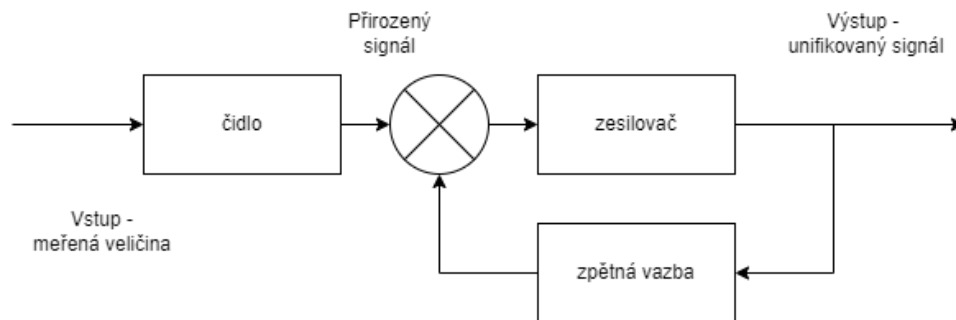 Přirozený
signál
Výstup -
unifikovaný signál
čidlo
zesilovač
Vstup -
meřená veličina
zpětná vazba